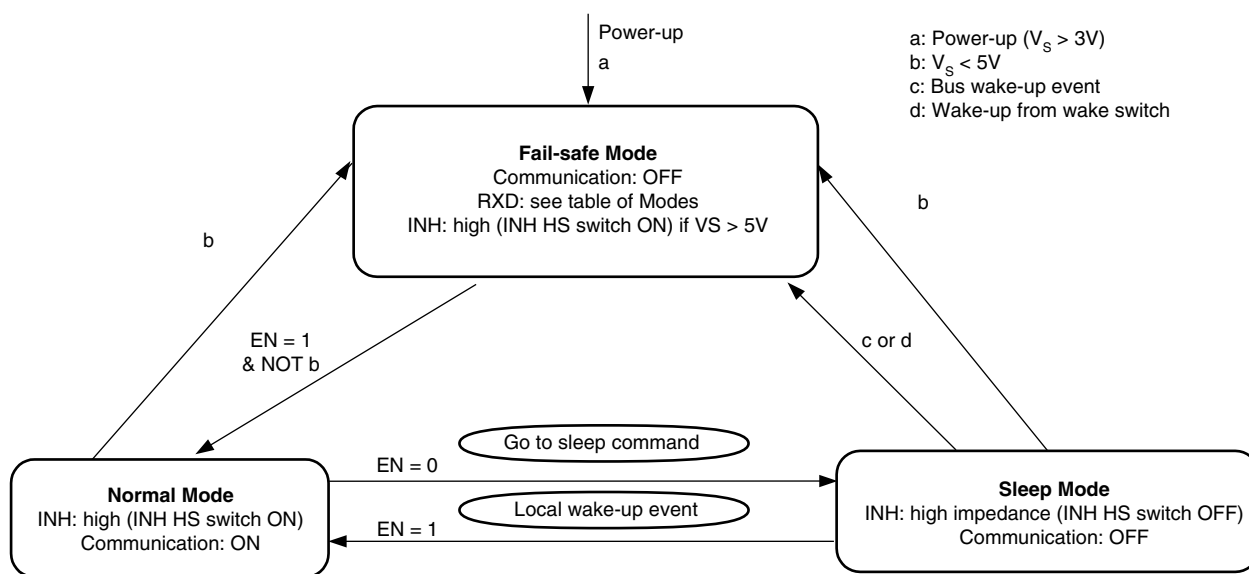 Power-up
a
a: Power-up (VS > 3V)
b: VS < 5V
c: Bus wake-up event
d: Wake-up from wake switch
Fail-safe Mode
Communication: OFF
RXD: see table of Modes
INH: high (INH HS switch ON) if VS > 5V
b
b
EN = 1
& NOT b
c or d
Go to sleep command
EN = 0
Local wake-up event
EN = 1
Normal Mode
INH: high (INH HS switch ON)
Communication: ON
Sleep Mode
INH: high impedance (INH HS switch OFF)
Communication: OFF